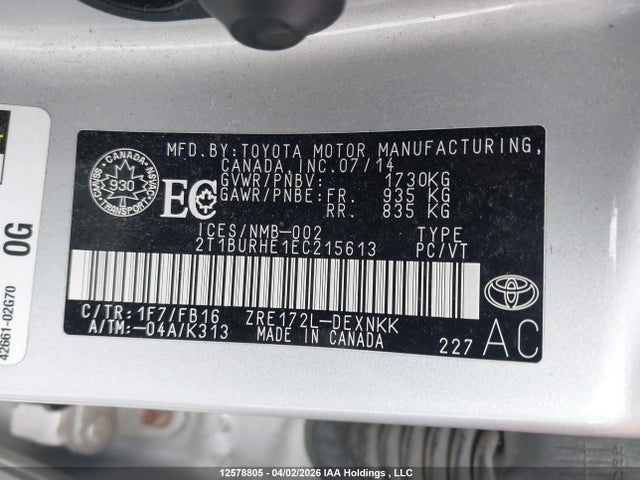 MFD.BY:TOYOTA MOTOR MANUFACTURING,
CANADA,INC.07/14
GVWR/PNBV: 1730KG
GAWR/PNBE:FR. 935 KG
RR. 835 KG
CANADA
930
TRANSPORT
EC
ICES/NMB-002 TYPE
2T1BURHE1EC215613 PC/VT
C/TR:1F7/FB16 ZRE172L-DEXNKK
A/TM:-04A/K313 MADE IN CANADA
227 AC
0G
42661-02G70
12578805 - 04/02/2026 IAA Holdings , LLC